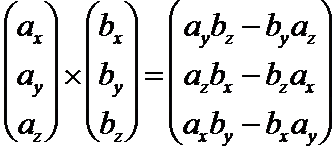 (a_x a_y a_z) × (b_x b_y b_z) = (a_y b_z − b_y a_z
a_z b_x − b_z a_x
a_x b_y − b_x a_y)